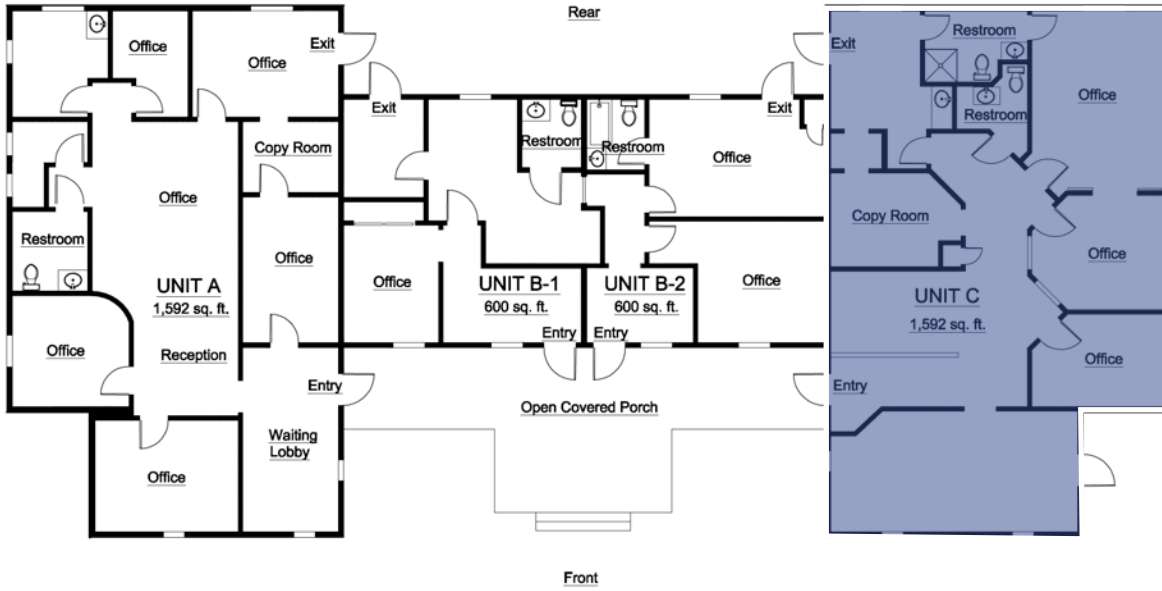 Rear
Office
Exit
Office
Exit
Copy Room
Office
Restroom
Office
UNIT A
1,592 sq. ft.
Office
Reception
Office
Entry
Waiting
Lobby
Office
Restroom
Restroom
Exit
Office
Office
UNIT B-1
600 sq. ft.
Entry
UNIT B-2
600 sq. ft.
Entry
Office
Open Covered Porch
Exit
Restroom
Restroom
Office
Copy Room
Office
UNIT C
1,592 sq. ft.
Office
Entry
Front